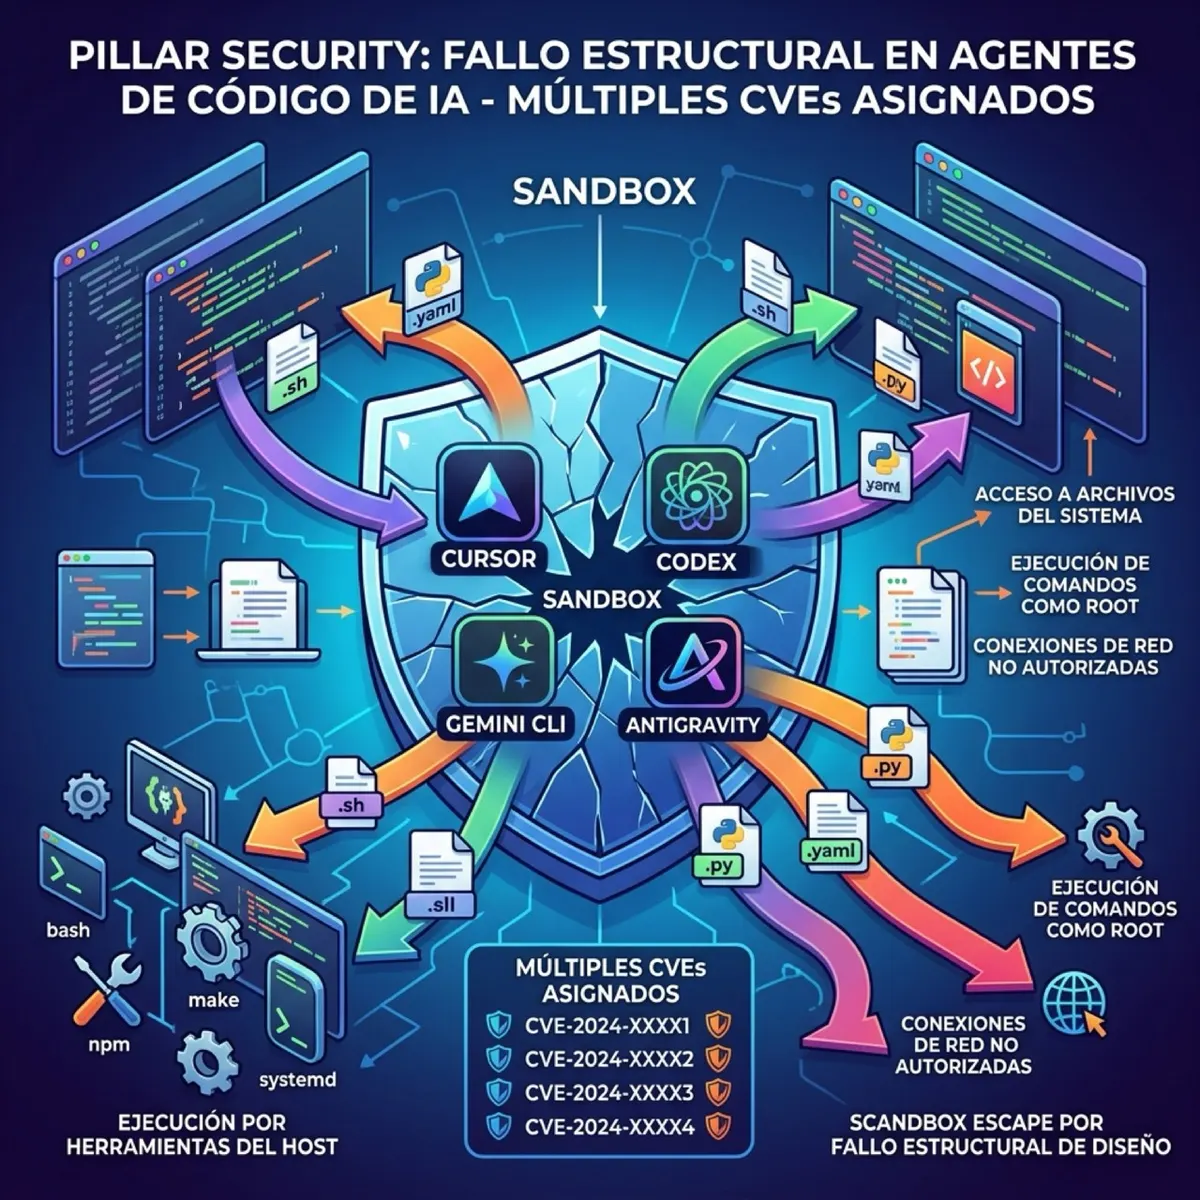 PILLAR SECURITY: FALLO ESTRUCTURAL EN AGENTES
DE CÓDIGO DE IA - MÚLTIPLES CVEs ASIGNADOS
SANDBOX
.yaml
.sh
.sh
.py
yaml
CURSOR
CODEX
SANDBOX
GEMINI CLI
ANTIGRAVITY
ACCESO A ARCHIVOS
DEL SISTEMA
EJECUCIÓN DE
COMANDOS
COMO ROOT
CONEXIONES DE RED
NO AUTORIZADAS
.sh
.sll
.py
.yaml
.py
bash
make
npm
systemd
EJECUCIÓN POR
HERRAMIENTAS DEL HOST
MÚLTIPLES CVEs
ASIGNADOS
CVE-2024-XXXX1
CVE-2024-XXXX2
CVE-2024-XXXX3
CVE-2024-XXXX4
EJECUCIÓN
DE COMANDOS
COMO ROOT
CONEXIONES
DE RED NO
AUTORIZADAS
SCANDBOX ESCAPE POR
FALLO ESTRUCTURAL DE DISEÑO